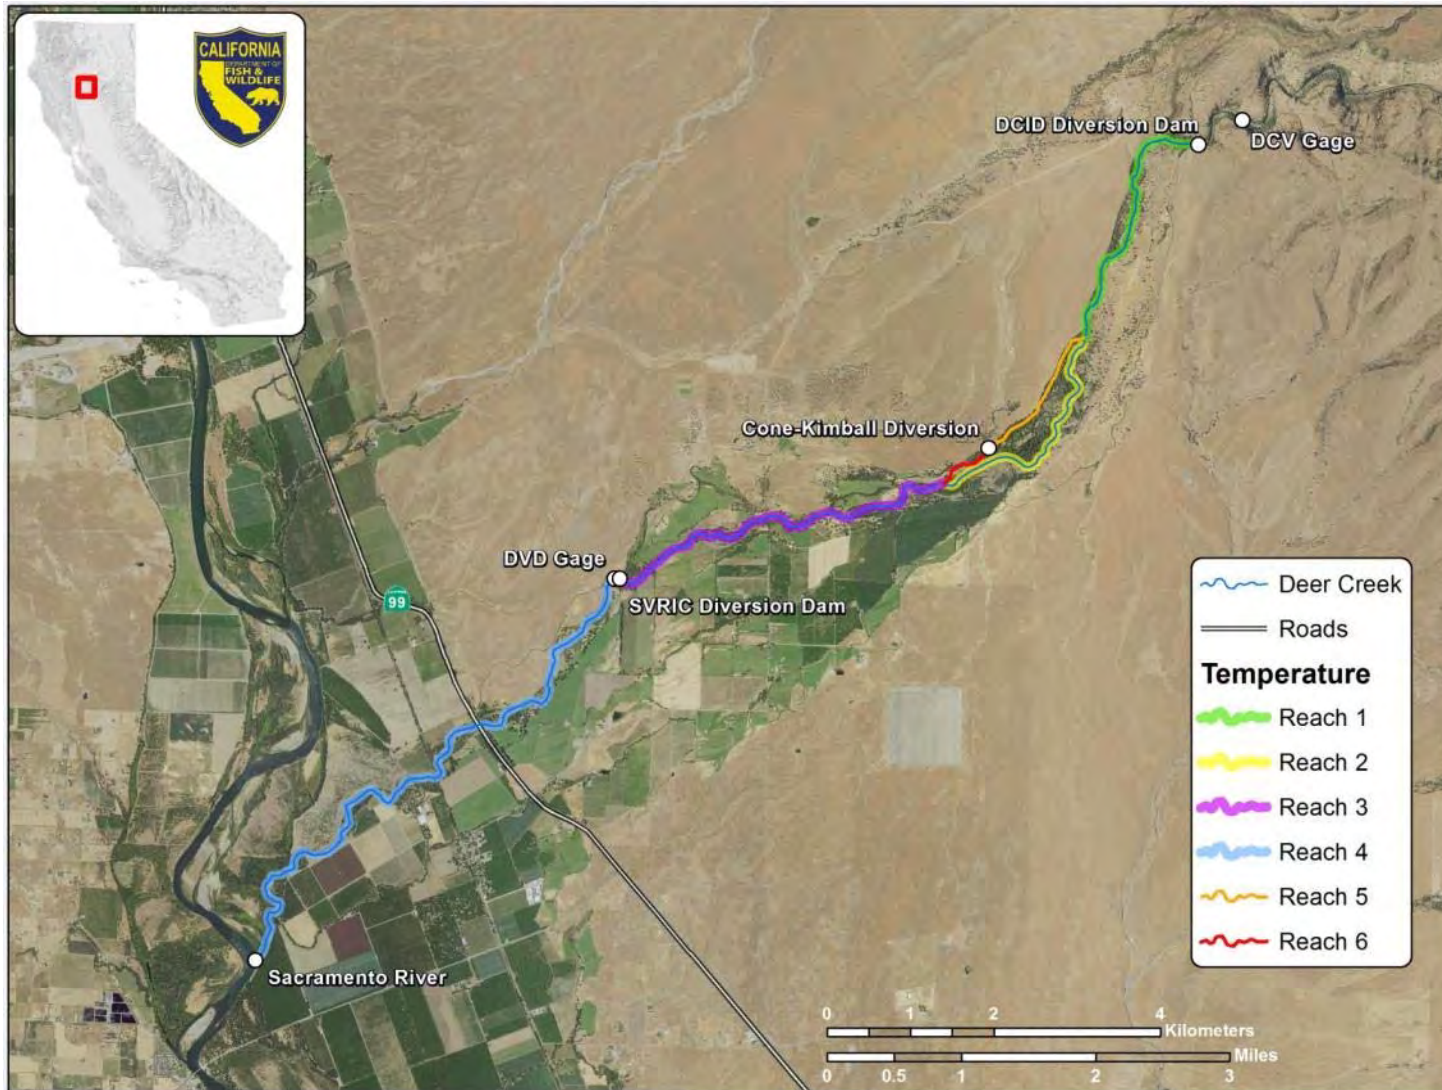 CALIFORNIA
DEPARTMENT OF
FISH &
WILDLIFE
DCID Diversion Dam
DCV Gage
Cone-Kimball Diversion
DVD Gage
SVRIC Diversion Dam
99
Sacramento River
Deer Creek
Roads
Temperature
Reach 1
Reach 2
Reach 3
Reach 4
Reach 5
Reach 6
0 1 2 4
Kilometers
Miles
0 0.5 1 2 3